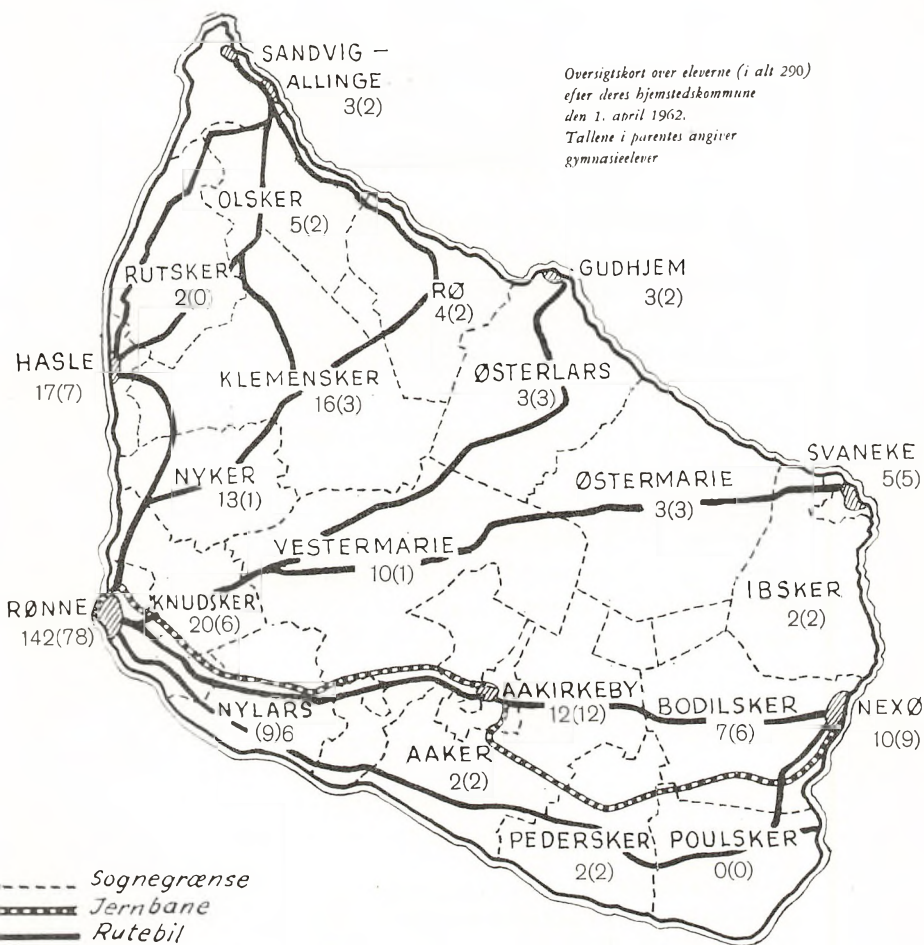 SANDVIG –
ALLINGE
3(2)
Oversigtskort over eleverne (i alt 290)
efter deres hjemstedskommune
den 1. april 1962.
Tallene i parentes angiver
gymnasieelever
OLSKER
5(2)
RUTSKER
2(0)
RØ
4(2)
GUDHJEM
3(2)
HASLE
17(7)
KLEMENSKER
16(3)
ØSTERLARS
3(3)
NYKER
13(1)
ØSTERMARIE
3(3)
SVANEKE
5(5)
VESTERMARIE
10(1)
IBSKER
2(2)
RØNNE
142(78)
KNUDSKER
20(6)
NYLARS
(9)6
AAKIRKEBY
12(12)
BODILSKER
7(6)
NEXØ
10(9)
AAKER
2(2)
PEDERSKER
2(2)
POULSKER
0(0)
Sognegrænse
Jernbane
Rutebil